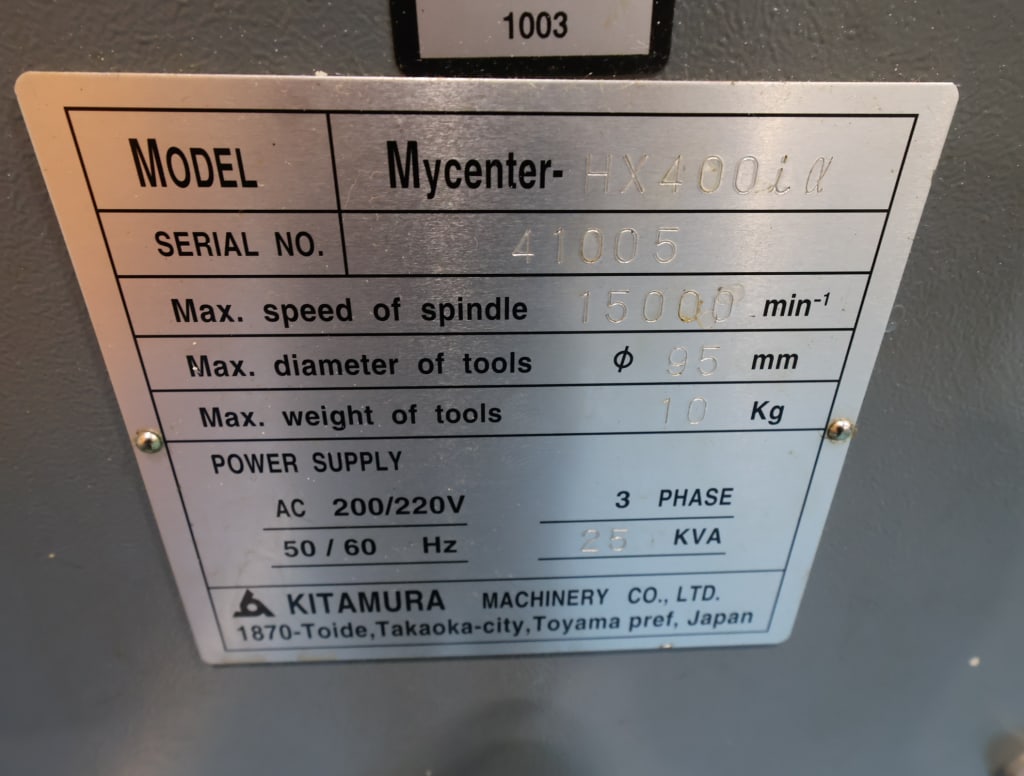 1003
MODEL Mycenter-HX400iα
SERIAL NO. 41005
Max. speed of spindle 15000 min-1
Max. diameter of tools ϕ 95 mm
Max. weight of tools 10 Kg
POWER SUPPLY
AC 200/220V 3 PHASE
50/60 Hz 25 KVA
KITAMURA MACHINERY CO., LTD.
1870-Toide,Takaoka-city,Toyama pref, Japan